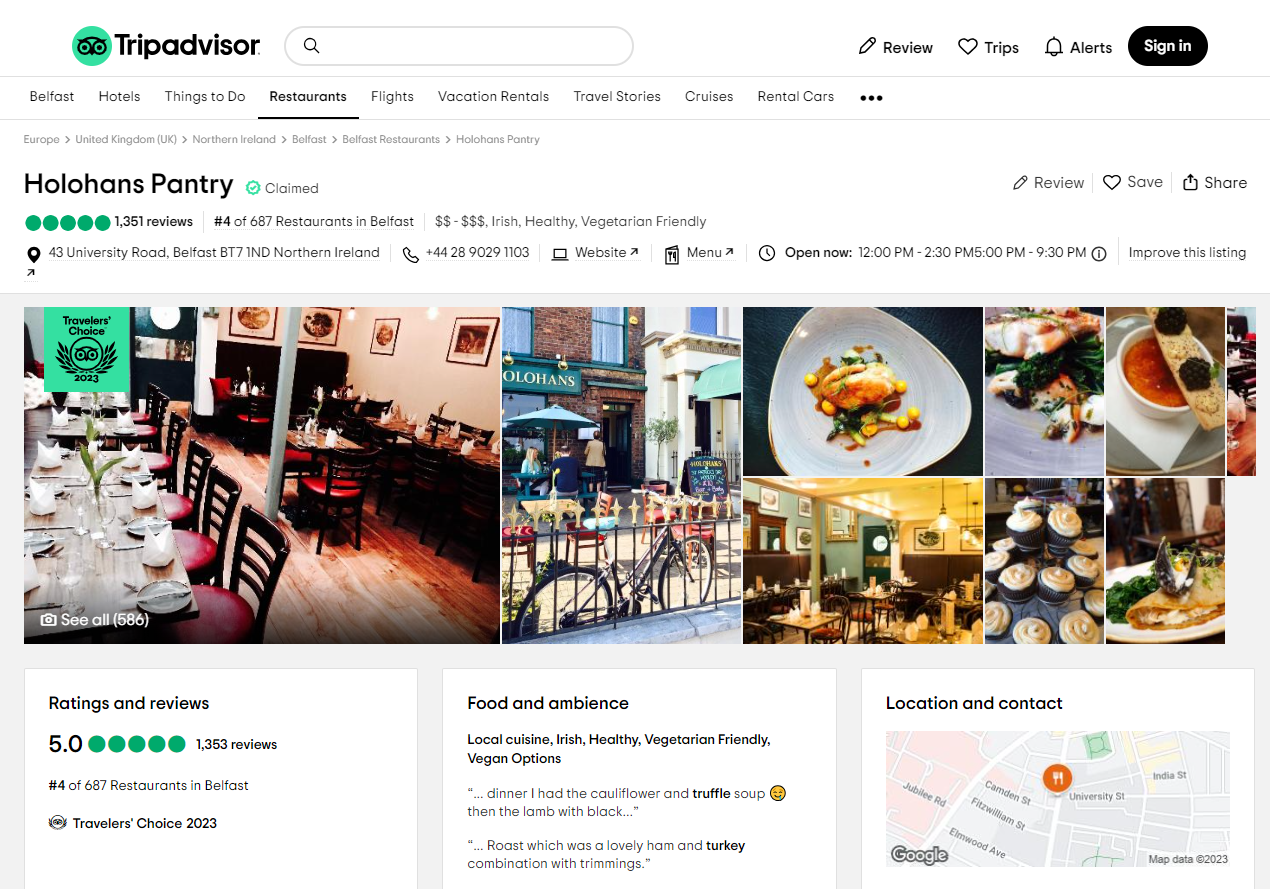 Tripadvisor
Review Trips Alerts Sign in
Belfast Hotels Things to Do Restaurants Flights Vacation Rentals Travel Stories Cruises Rental Cars
Europe > United Kingdom (UK) > Northern Ireland > Belfast > Belfast Restaurants > Holohans Pantry
Holohans Pantry Claimed Review Save Share
1,351 reviews #4 of 687 Restaurants in Belfast $$ - $$$, Irish, Healthy, Vegetarian Friendly
43 University Road, Belfast BT7 1ND Northern Ireland +44 28 9029 1103 Website Menu Open now: 12:00 PM - 2:30 PM5:00 PM - 9:30 PM Improve this listing
Travelers'
Choice
2023
OLOHANS
HOLOHANS
See all (586)
Ratings and reviews
5.0 1,353 reviews
#4 of 687 Restaurants in Belfast
Travelers' Choice 2023
Food and ambience
Local cuisine, Irish, Healthy, Vegetarian Friendly,
Vegan Options
“... dinner I had the cauliflower and truffle soup 🤤
then the lamb with black...”
“... Roast which was a lovely ham and turkey
combination with trimmings.”
Location and contact
India St
Jubilee Rd
Camden St
University St
Fitzwilliam St
Elmwood Ave
Google
Map data ©2023